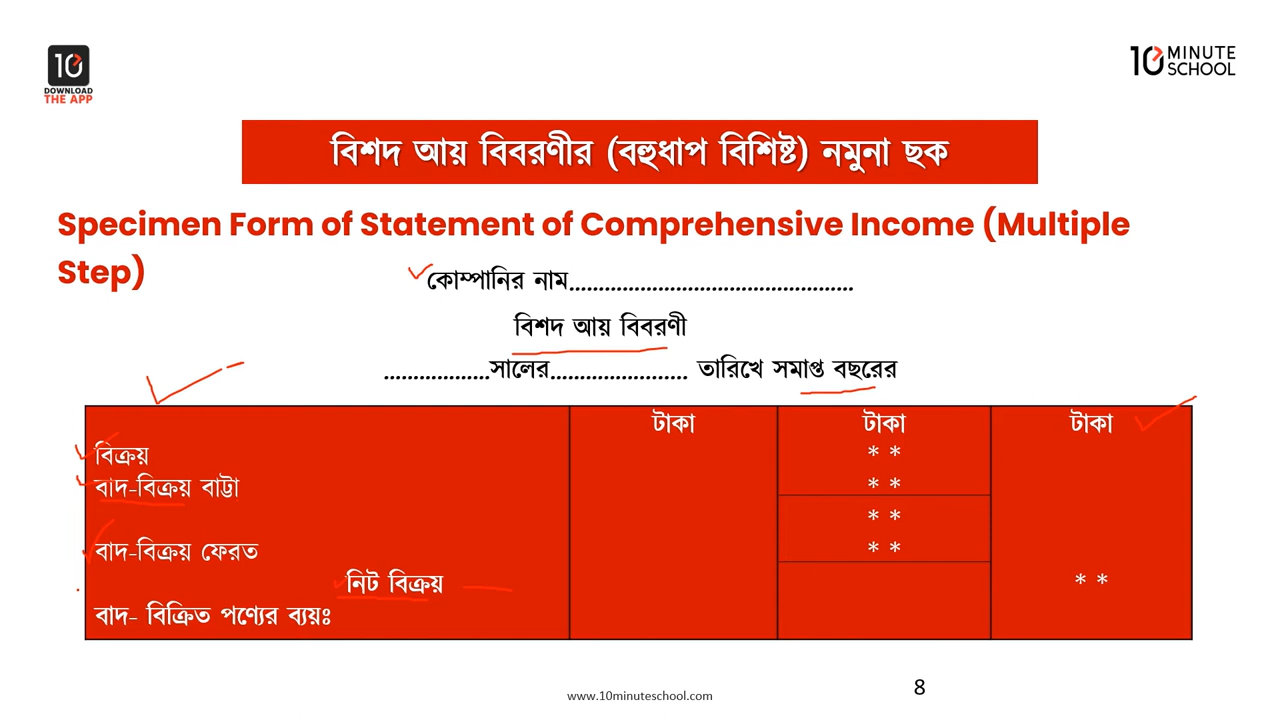 10
DOWNLOAD
THE APP
10 MINUTE
SCHOOL
বিশদ আয় বিবরণীর (বহুধাপ বিশিষ্ট) নমুনা ছক
Specimen Form of Statement of Comprehensive Income (Multiple
Step)
কোম্পানির নাম................................................
বিশদ আয় বিবরণী
..................সালের....................... তারিখে সমাপ্ত বছরের
টাকা টাকা টাকা
বিক্রয় * *
বাদ-বিক্রয় বাট্টা * *
* *
বাদ-বিক্রয় ফেরত * *
নিট বিক্রয় * *
বাদ- বিক্রিত পণ্যের ব্যয়ঃ
www.10minuteschool.com
8